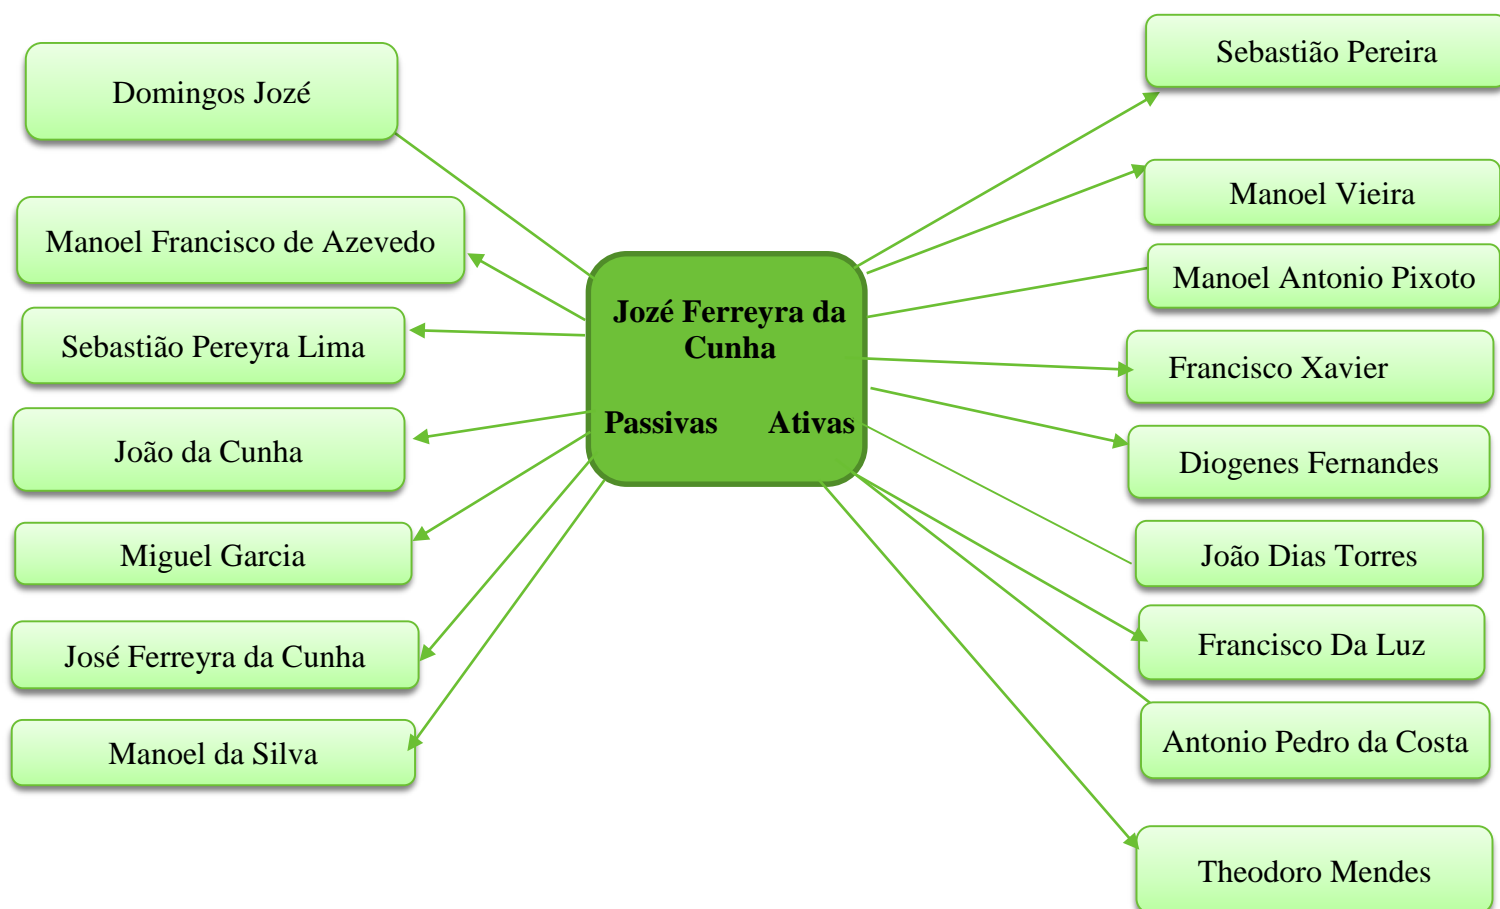 Domingos Jozé
Manoel Francisco de Azevedo
Sebastião Pereyra Lima
João da Cunha
Miguel Garcia
José Ferreyra da Cunha
Manoel da Silva
Jozé Ferreyra da
Cunha
Passivas Ativas
Sebastião Pereira
Manoel Vieira
Manoel Antonio Pixoto
Francisco Xavier
Diogenes Fernandes
João Dias Torres
Francisco Da Luz
Antonio Pedro da Costa
Theodoro Mendes